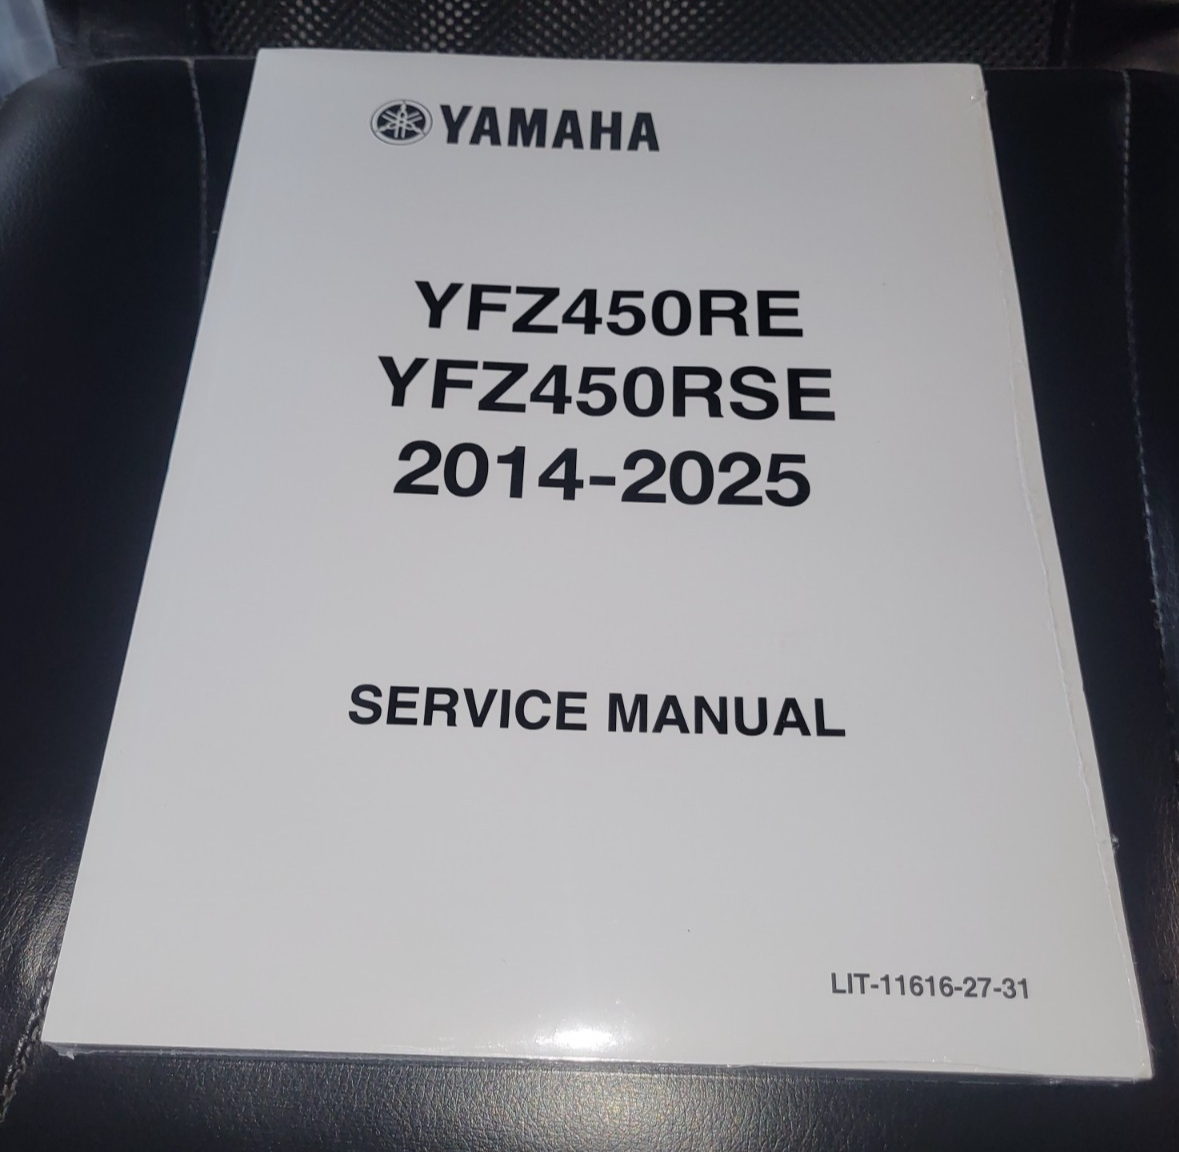 YAMAHA
YFZ450RE
YFZ450RSE
2014-2025
SERVICE MANUAL
LIT-11616-27-31